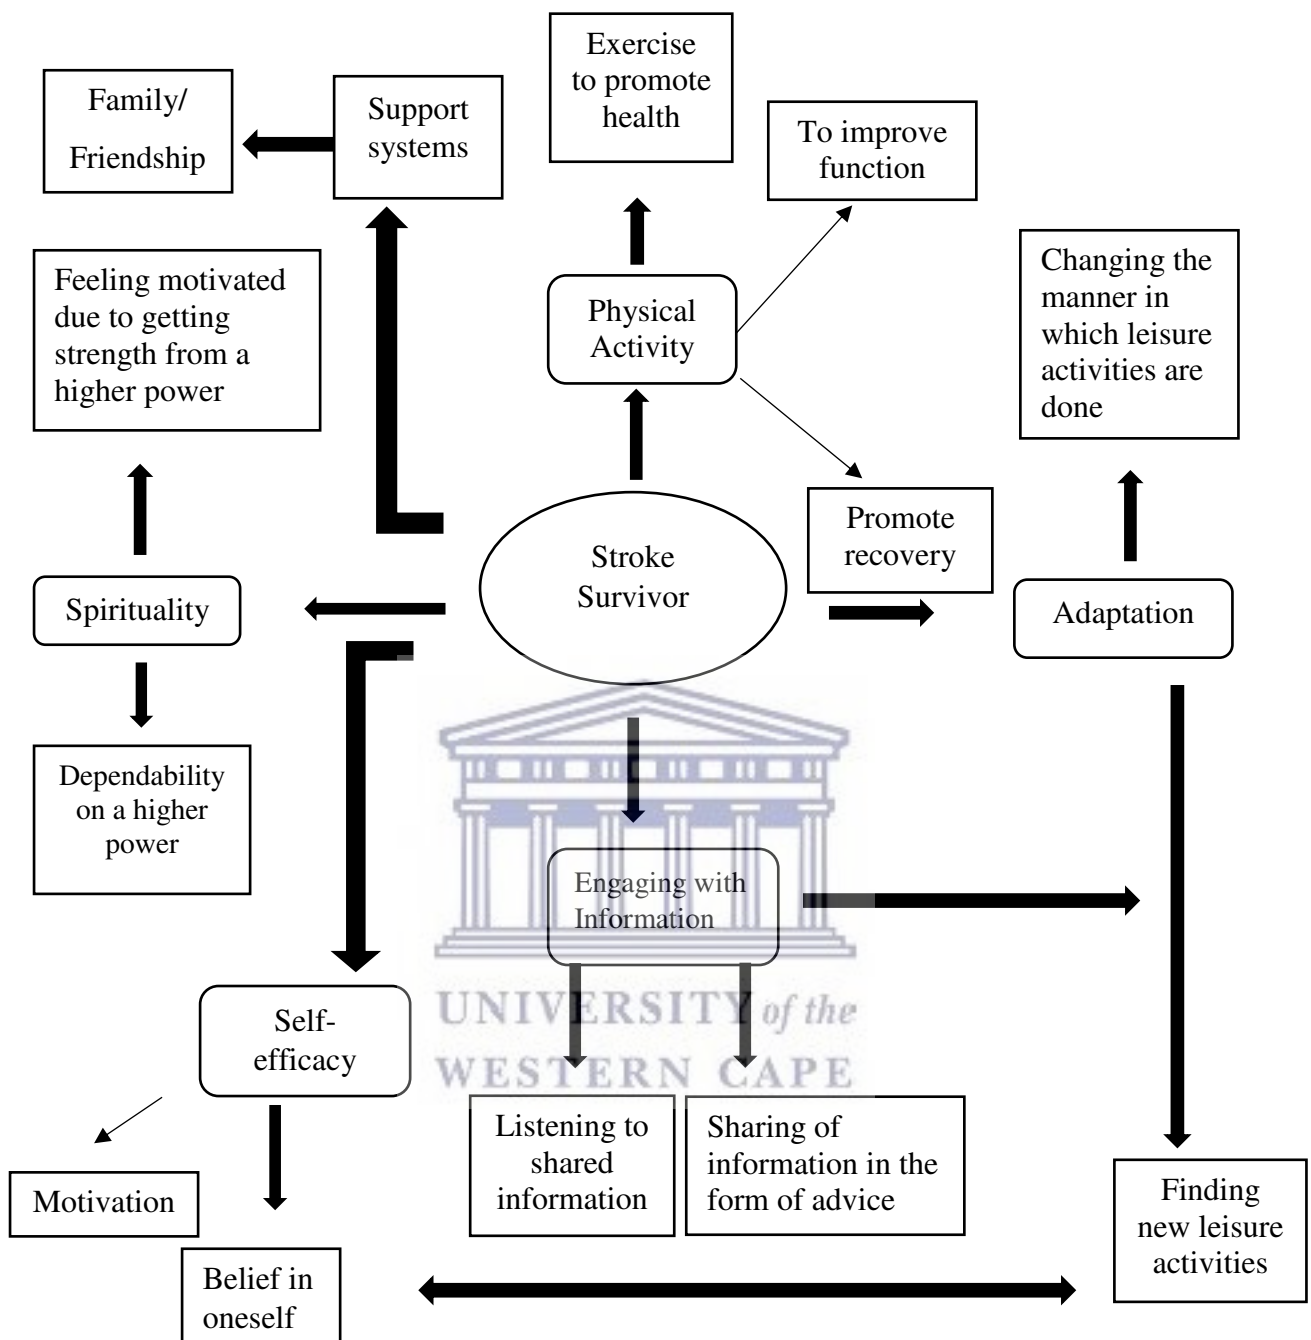 Exercise
to promote
health
Family/
Friendship
Support
systems
To improve
function
Feeling motivated
due to getting
strength from a
higher power
Physical
Activity
Changing the
manner in
which leisure
activities are
done
Promote
recovery
Stroke
Survivor
Spirituality
Adaptation
Dependability
on a higher
power
Engaging with
Information
Self-
efficacy
UNIVERSITY of the
WESTERN CAPE
Listening to
shared
information
Sharing of
information in the
form of advice
Motivation
Finding
new leisure
activities
Belief in
oneself